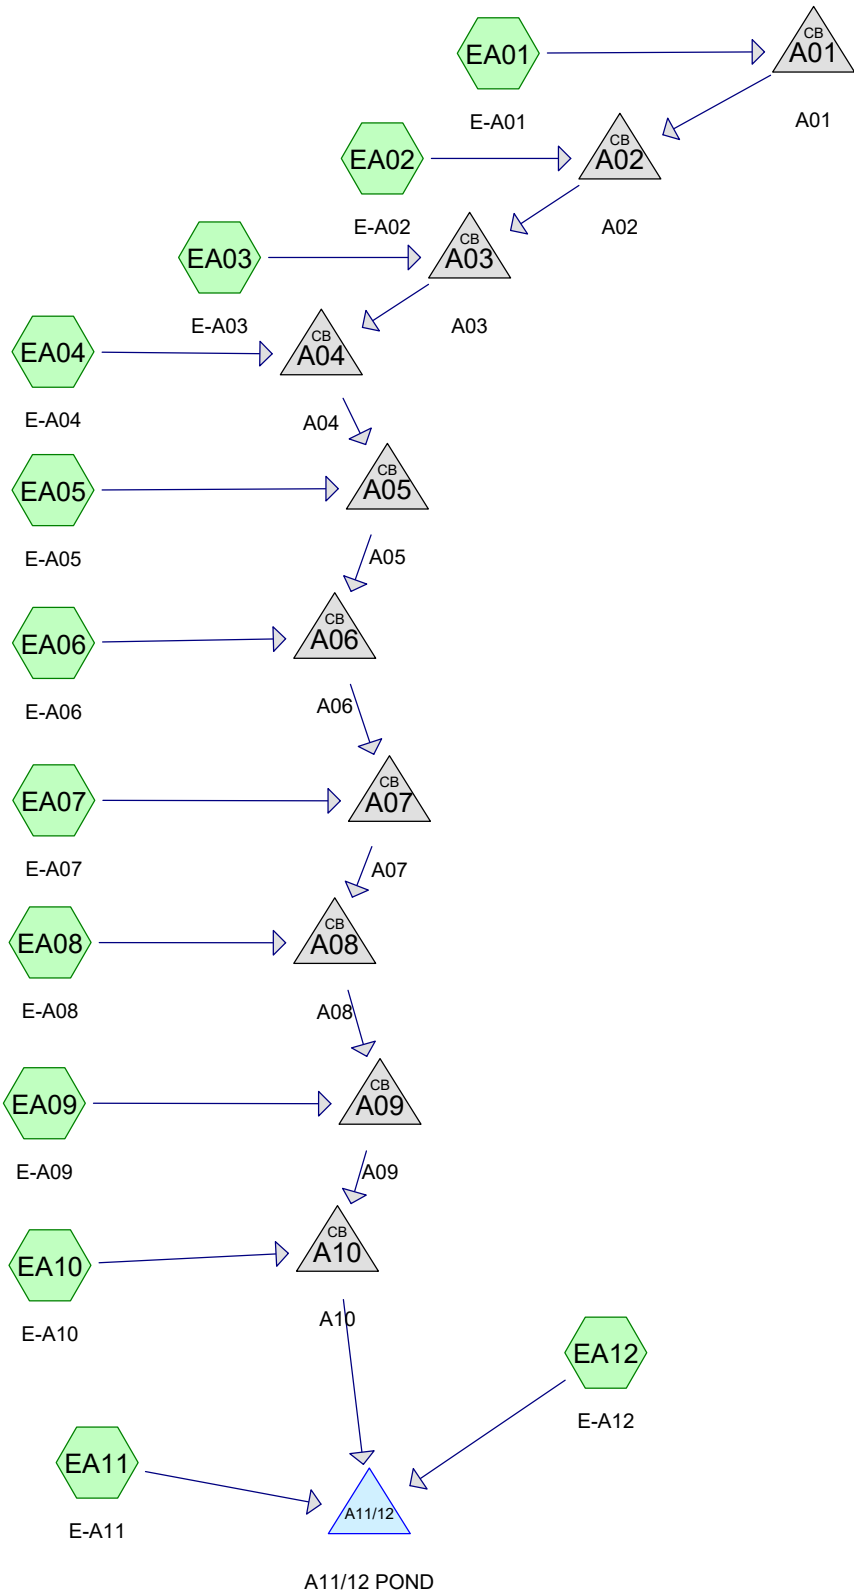 CB
EA01
A01
E-A01
A01
CB
EA02
A02
E-A02
A02
CB
EA03
A03
E-A03
A03
CB
EA04
A04
E-A04
A04
CB
EA05
A05
E-A05
A05
CB
EA06
A06
E-A06
A06
CB
EA07
A07
E-A07
A07
CB
EA08
A08
E-A08
A08
CB
EA09
A09
E-A09
A09
CB
EA10
A10
E-A10
A10
EA12
E-A12
EA11
E-A11
A11/12
A11/12 POND